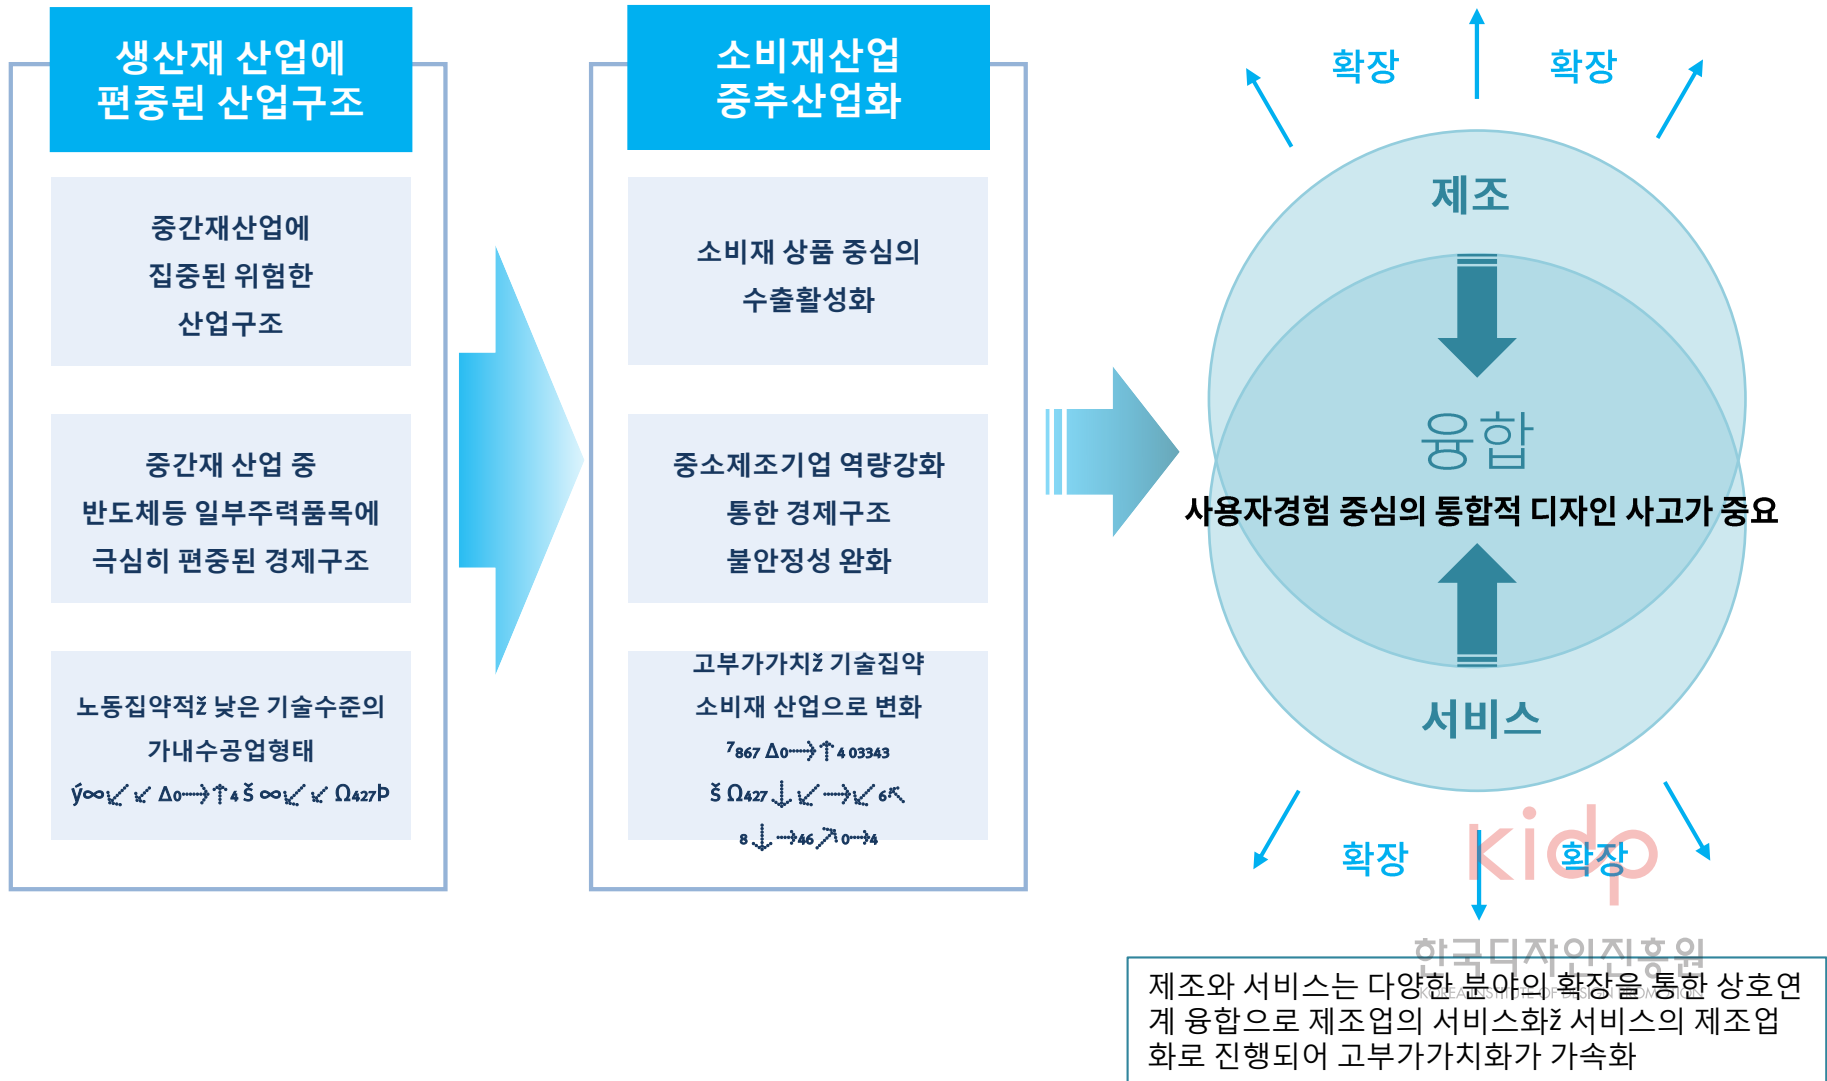 생산재 산업에
편중된 산업구조
중간재산업에
집중된 위험한
산업구조
중간재 산업 중
반도체등 일부주력품목에
극심히 편중된 경제구조
노동집약적ž 낮은 기술수준의
가내수공업형태
소비재산업
중추산업화
소비재 상품 중심의
수출활성화
중소제조기업 역량강화
통한 경제구조
불안정성 완화
고부가가치ž 기술집약
소비재 산업으로 변화
확장
확장
제조
융합
사용자경험 중심의 통합적 디자인 사고가 중요
서비스
확장
확장
kidp
한국디자인진흥원
KOREA INSTITUTE OF DESIGN PROMOTION
제조와 서비스는 다양한 분야의 확장을 통한 상호연
계 융합으로 제조업의 서비스화ž 서비스의 제조업
화로 진행되어 고부가가치화가 가속화